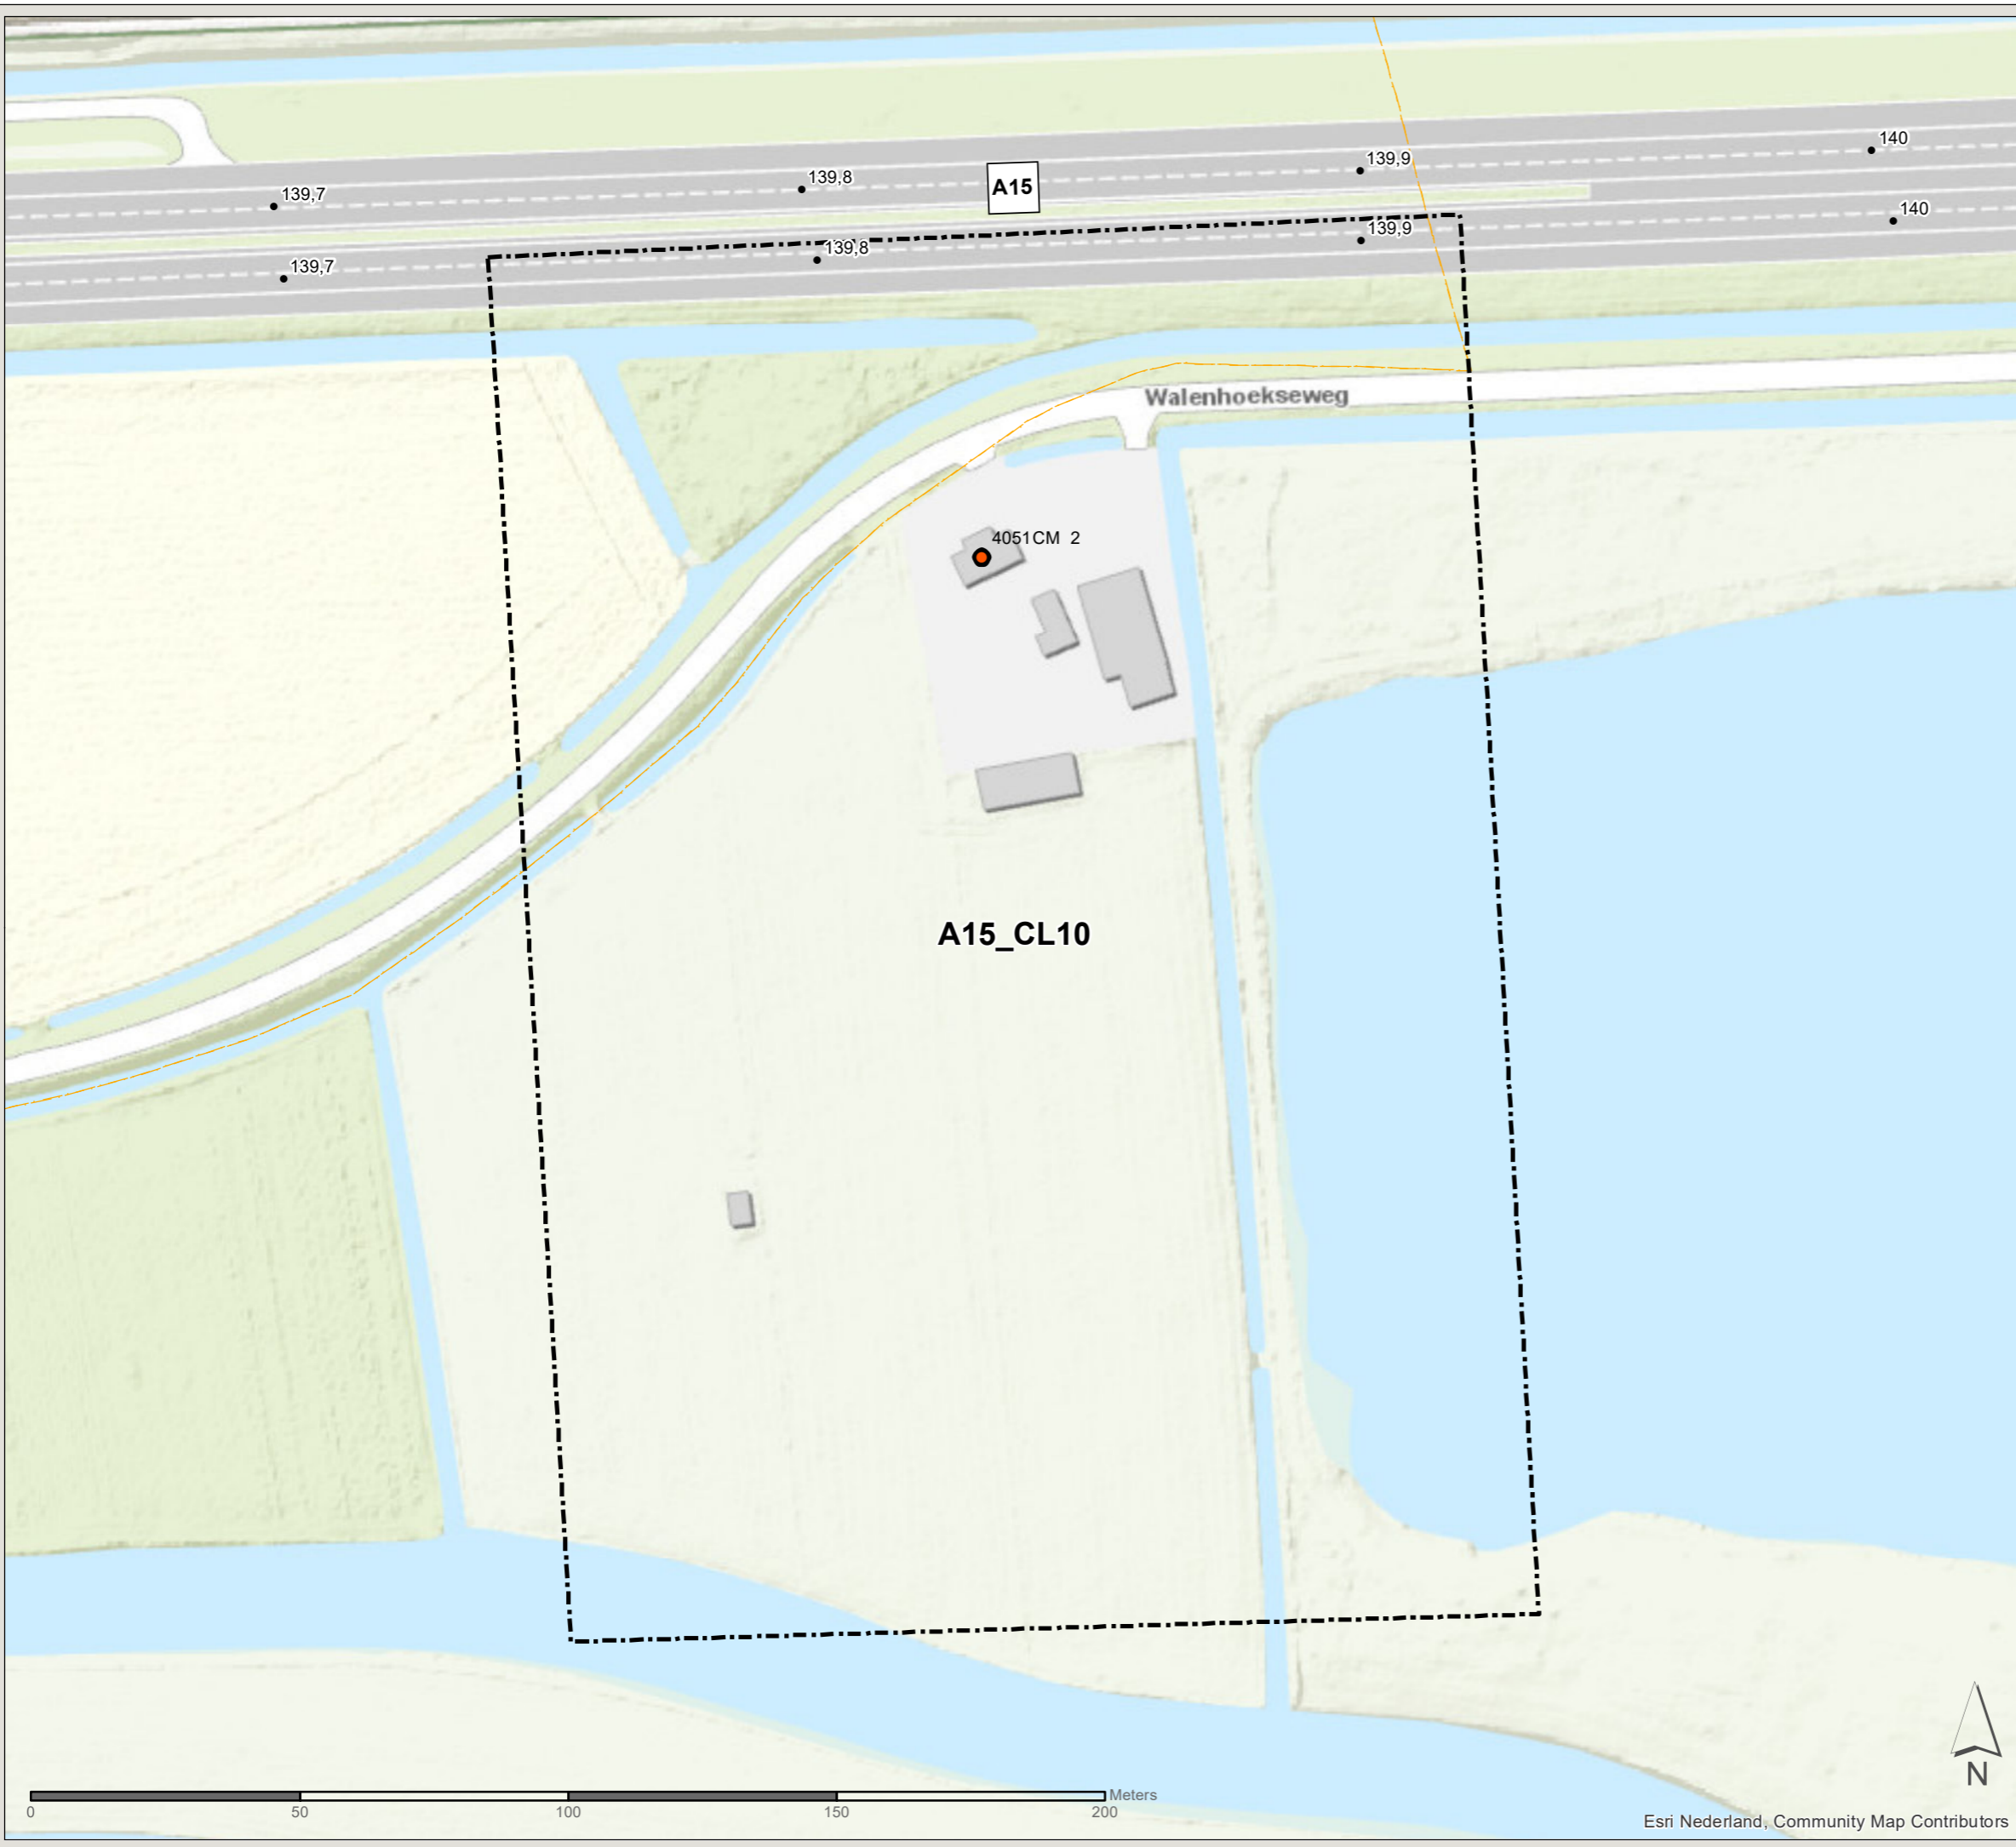 140
139,9
A15
139,8
139,7
140
139,9
139,8
139,7
Walenhoekseweg
4051CM 2
A15_CL10
N
Meters
0 50 100 150 200
Esri Nederland, Community Map Contributors